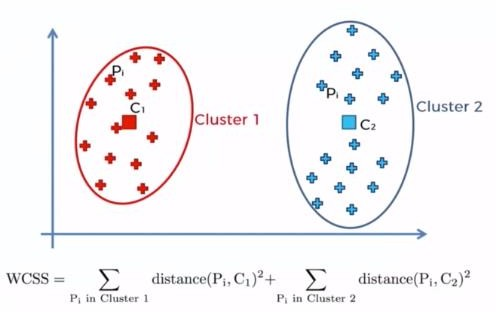 Pi
C1
Cluster 1
Pi
C2
Cluster 2
WCSS = ∑ distance(Pi, C1)²+ ∑ distance(Pi, C2)²
Pi in Cluster 1 Pi in Cluster 2